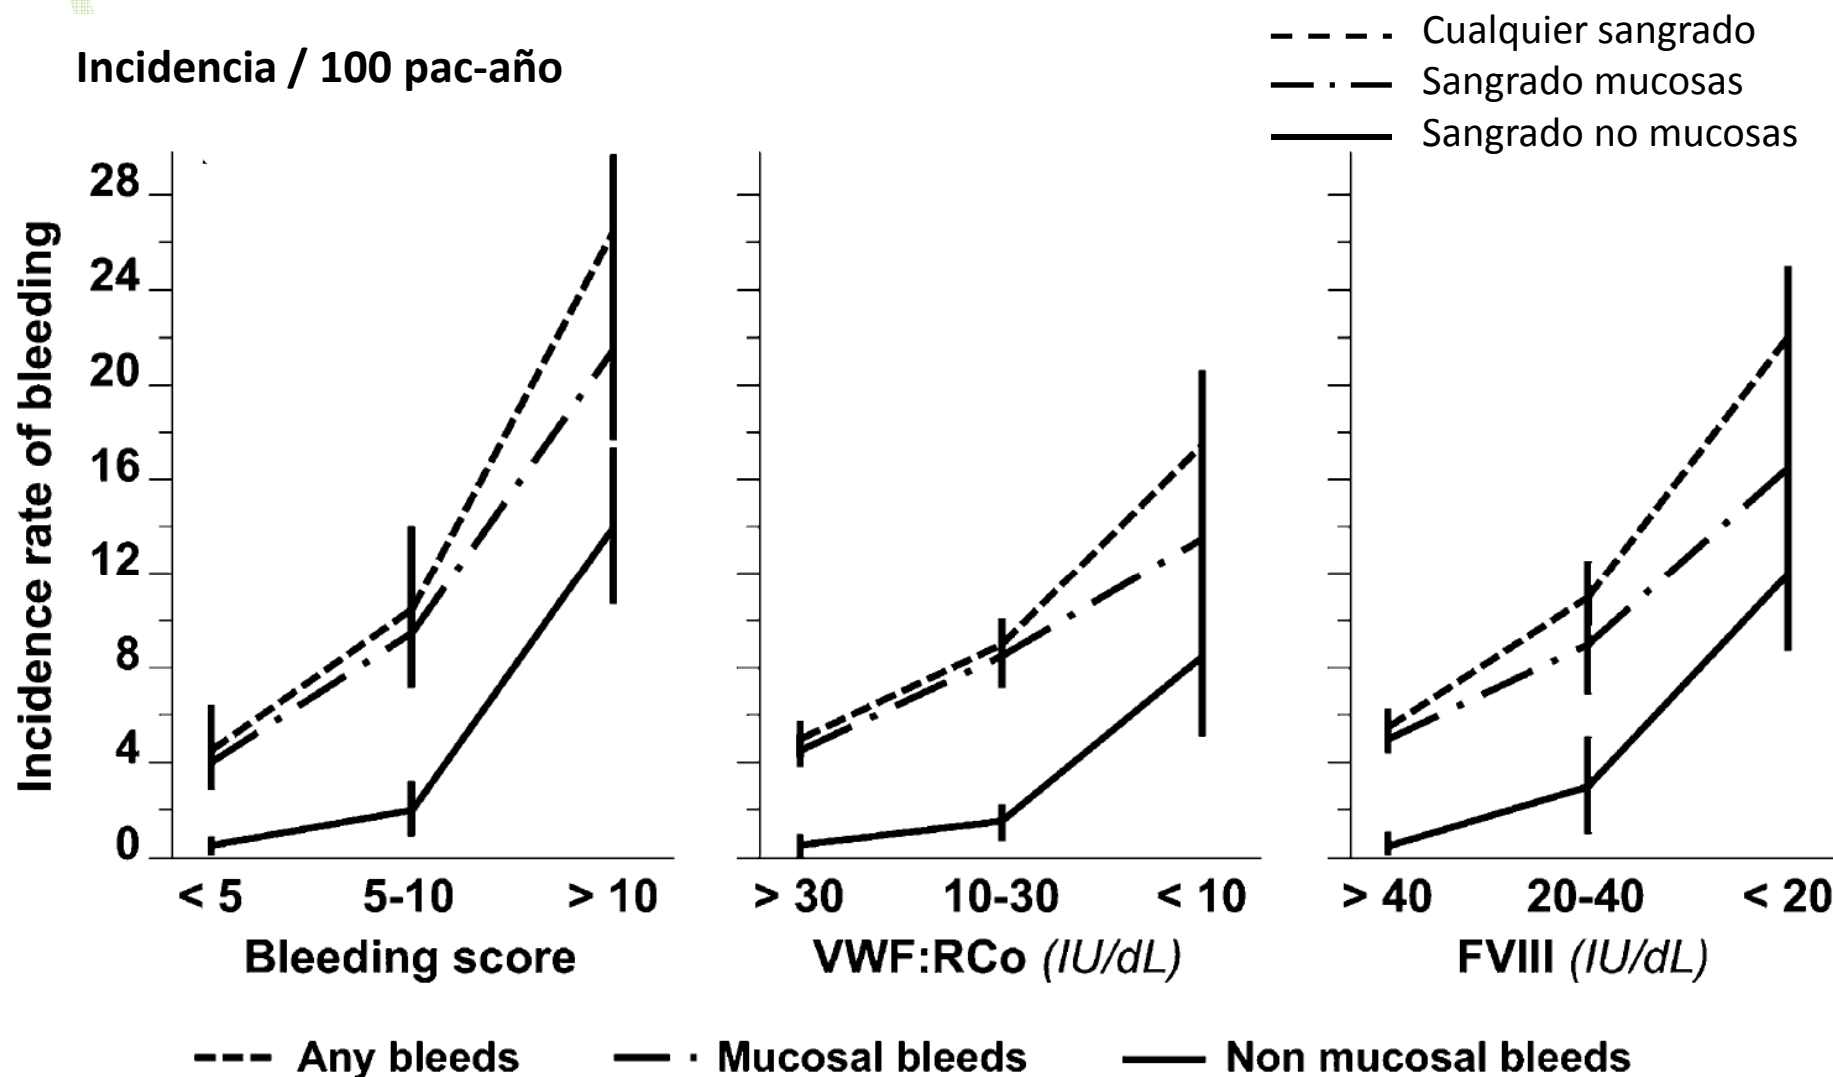 Cualquier sangrado
Incidencia / 100 pac-año
Sangrado mucosas
Sangrado no mucosas
Incidence rate of bleeding
28
24
20
16
12
8
4
0
< 5 5-10 > 10 > 30 10-30 < 10 > 40 20-40 < 20
Bleeding score VWF:RCo (IU/dL) FVIII (IU/dL)
Any bleeds Mucosal bleeds Non mucosal bleeds